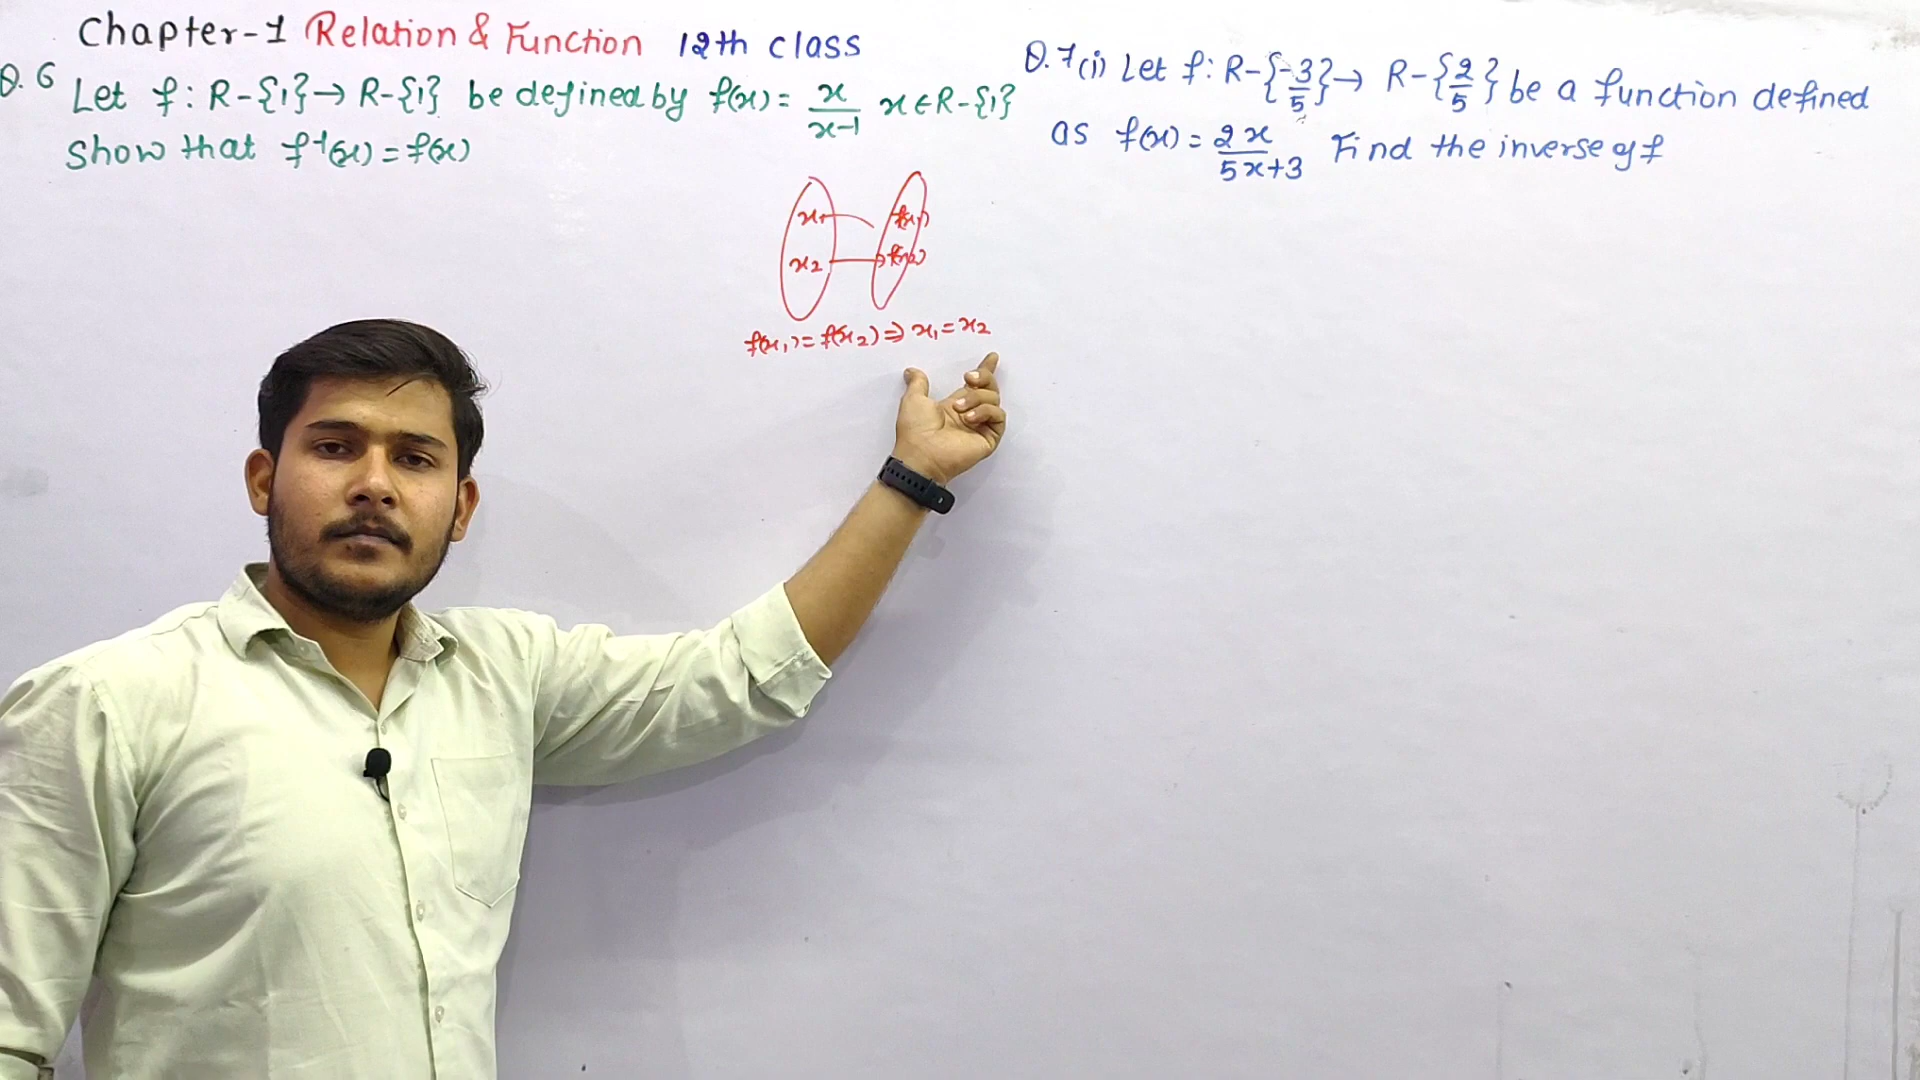 Chapter-1 Relation & Function 12th class
Q.6 Let f: R-{1}→ R-{1} be defined by f(x) = x/(x-1) x∈R-{1}
Show that f⁻¹(x) = f(x)
Q.7(i) Let f: R-{-3/5}→ R-{2/5} be a function defined
as f(x) = 2x/(5x+3) Find the inverse of f
x₁ f(x₁)
x₂ f(x₂)
f(x₁) = f(x₂) ⇒ x₁ = x₂